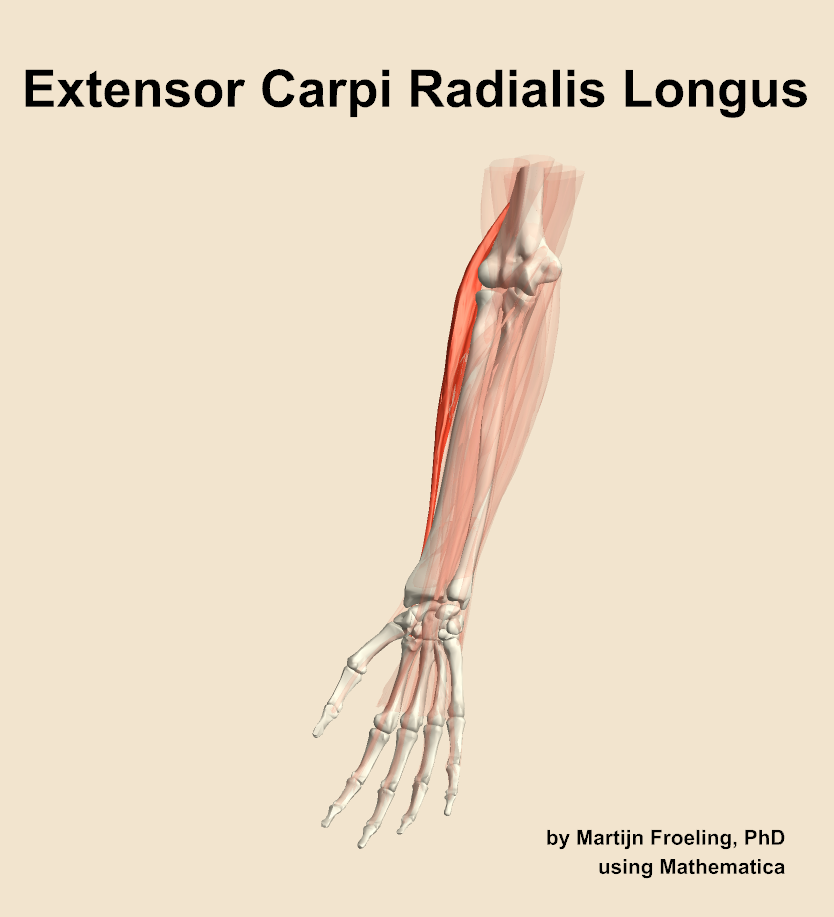 Extensor Carpi Radialis Longus
by Martijn Froeling, PhD
using Mathematica